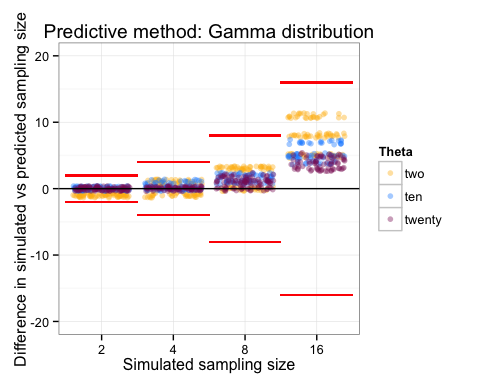 Predictive method: Gamma distribution
Difference in simulated vs predicted sampling size
20
10
0
-10
-20
2 4 8 16
Simulated sampling size
Theta
two
ten
twenty